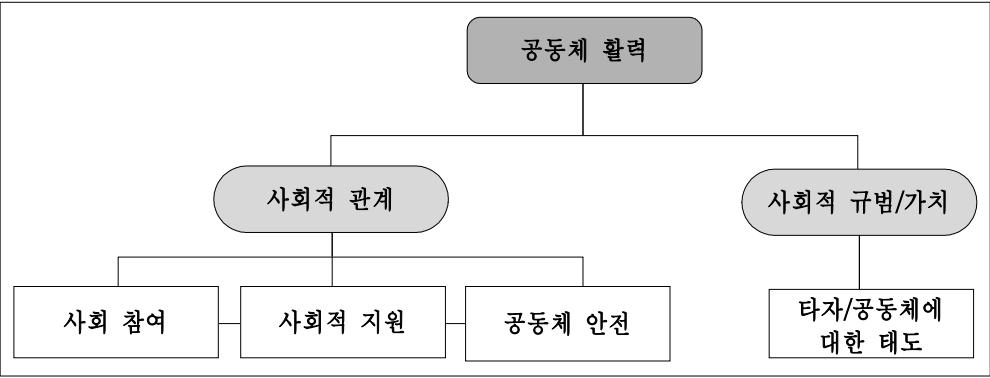 공동체 활력
사회적 관계
사회적 규범/가치
사회 참여
사회적 지원
공동체 안전
타자/공동체에
대한 태도